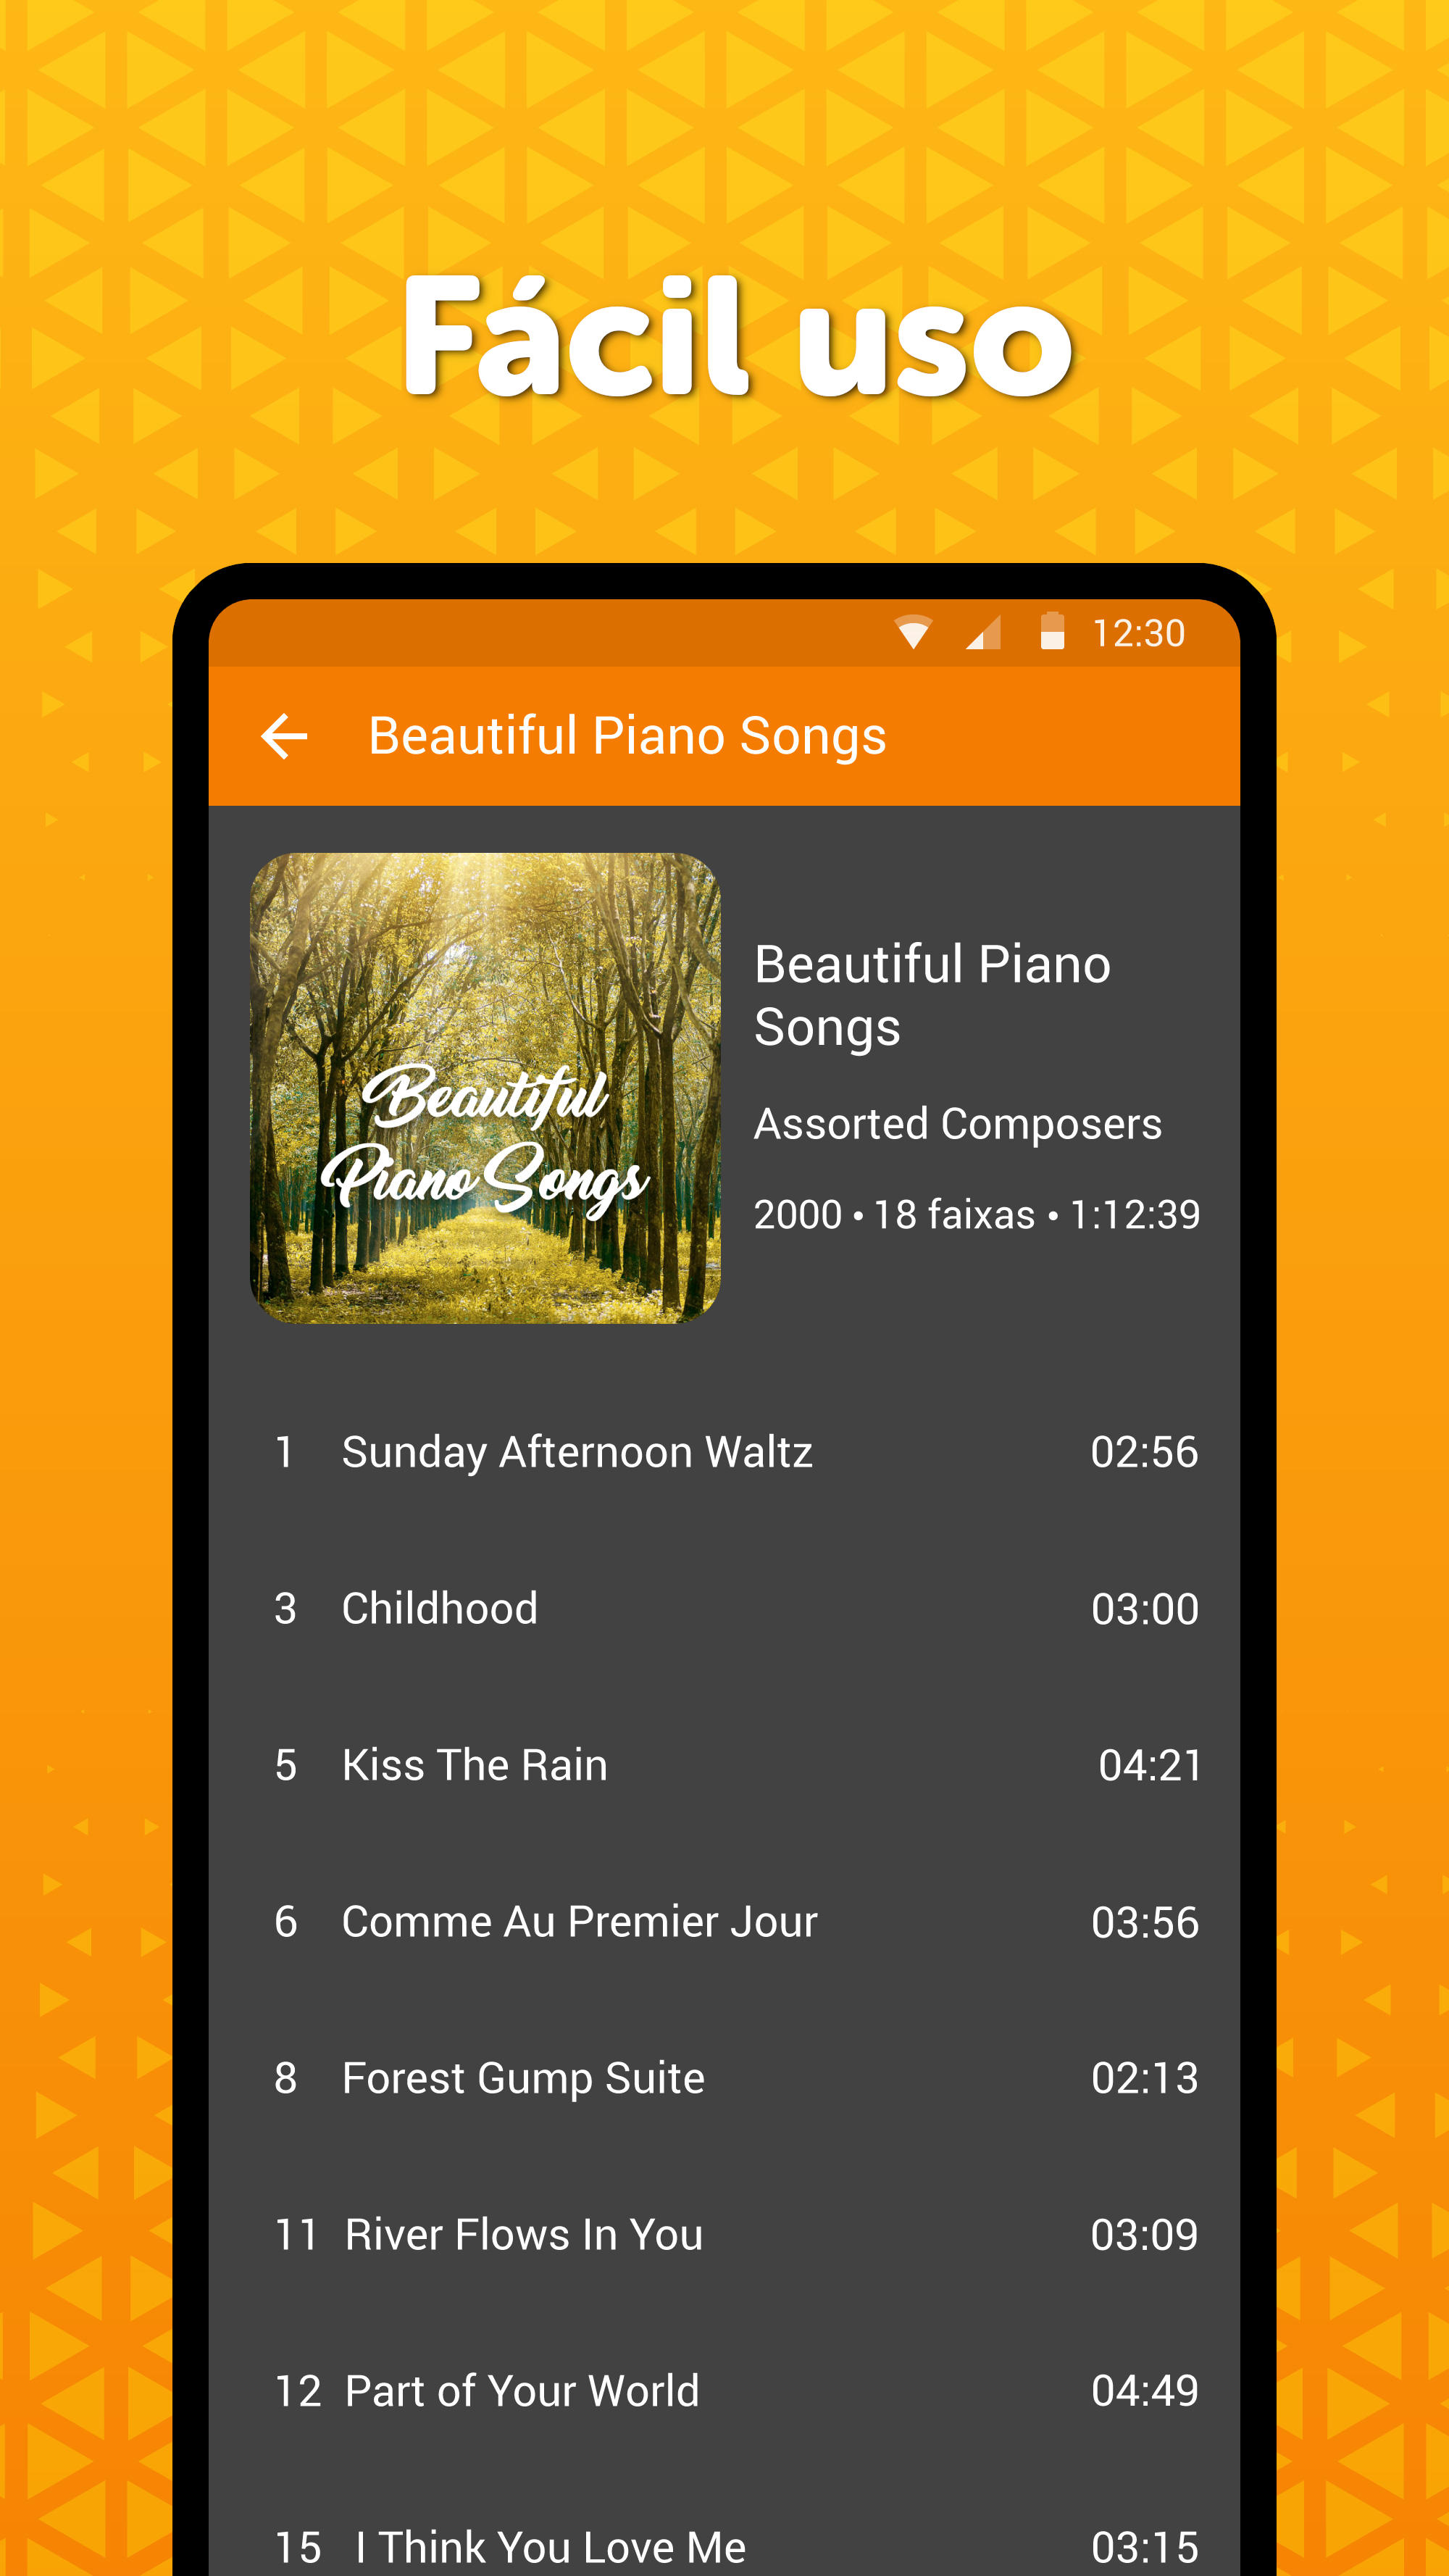 Fácil uso
12:30
Beautiful Piano Songs
Beautiful
Piano Songs
Beautiful Piano
Songs
Assorted Composers
2000 • 18 faixas • 1:12:39
1 Sunday Afternoon Waltz 02:56
3 Childhood 03:00
5 Kiss The Rain 04:21
6 Comme Au Premier Jour 03:56
8 Forest Gump Suite 02:13
11 River Flows In You 03:09
12 Part of Your World 04:49
15 I Think You Love Me 03:15